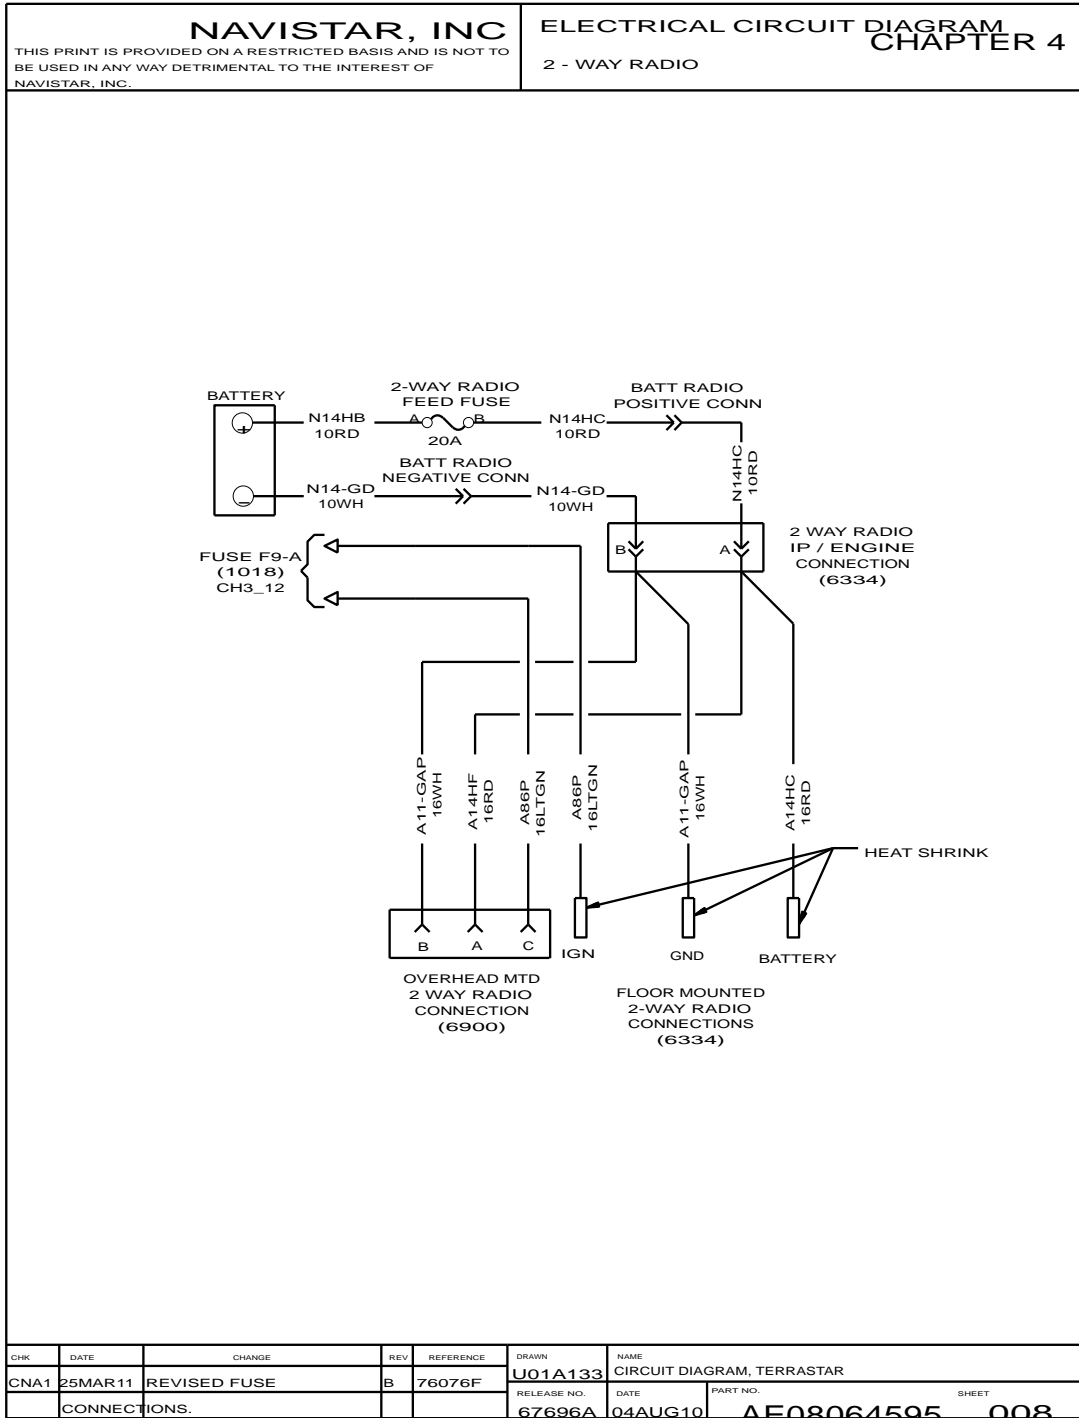 NAVISTAR, INC
THIS PRINT IS PROVIDED ON A RESTRICTED BASIS AND IS NOT TO
BE USED IN ANY WAY DETRIMENTAL TO THE INTEREST OF
NAVISTAR, INC.
ELECTRICAL CIRCUIT DIAGRAM
CHAPTER 4
2 - WAY RADIO
BATTERY
2-WAY RADIO
FEED FUSE
BATT RADIO
POSITIVE CONN
+
N14HB
10RD
A
B
20A
N14HC
10RD
N14HC
10RD
BATT RADIO
NEGATIVE CONN
−
N14-GD
10WH
N14-GD
10WH
B
A
2 WAY RADIO
IP / ENGINE
CONNECTION
(6334)
FUSE F9-A
(1018)
CH3_12
A11-GAP
16WH
A14HF
16RD
A86P
16LTGN
A86P
16LTGN
A11-GAP
16WH
A14HC
16RD
HEAT SHRINK
B
A
C
IGN
GND
BATTERY
OVERHEAD MTD
2 WAY RADIO
CONNECTION
(6900)
FLOOR MOUNTED
2-WAY RADIO
CONNECTIONS
(6334)
CHK
DATE
CHANGE
REV
REFERENCE
DRAWN
NAME
CNA1
25MAR11
REVISED FUSE
B
76076F
U01A133
CIRCUIT DIAGRAM, TERRASTAR
CONNECTIONS.
RELEASE NO.
DATE
PART NO.
SHEET
67696A
04AUG10
AE08064595
008